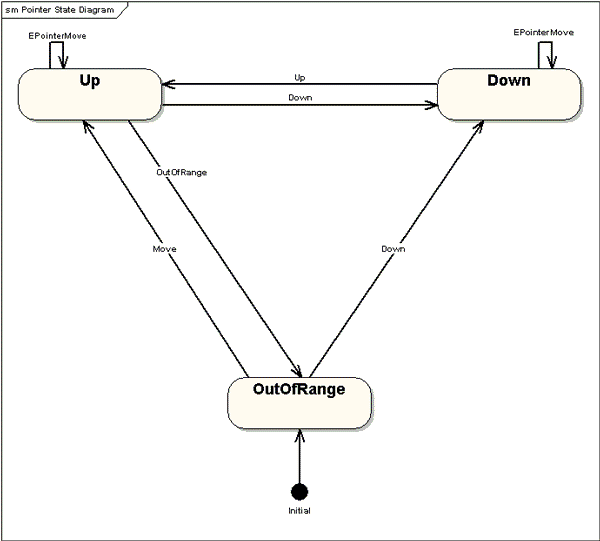 sm Pointer State Diagram
EPointerMove
EPointerMove
Up
Down
Up
Down
OutOfRange
Move
Down
OutOfRange
Initial